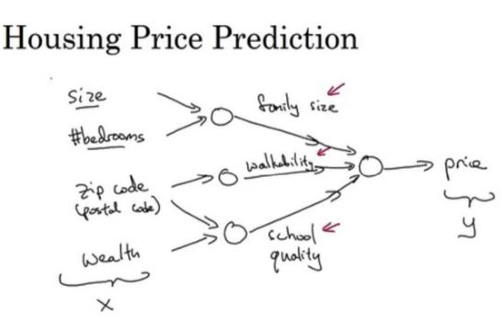 Housing Price Prediction
size
family size
#bedrooms
walkability
price
zip code
(postal code)
y
school
quality
wealth
x